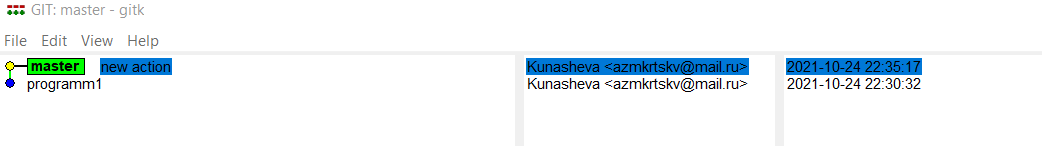 GIT: master - gitk
File Edit View Help
master new action Kunasheva <azmkrtskv@mail.ru> 2021-10-24 22:35:17
programm1 Kunasheva <azmkrtskv@mail.ru> 2021-10-24 22:30:32